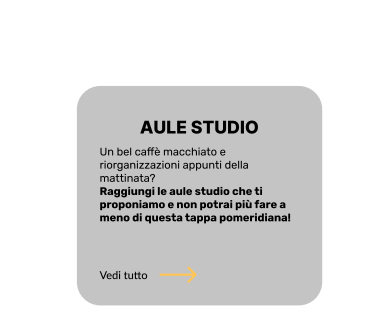 AULE STUDIO
Un bel caffè macchiato e
riorganizzazioni appunti della
mattinata?
Raggiungi le aule studio che ti
proponiamo e non potrai più fare a
meno di questa tappa pomeridiana!
Vedi tutto